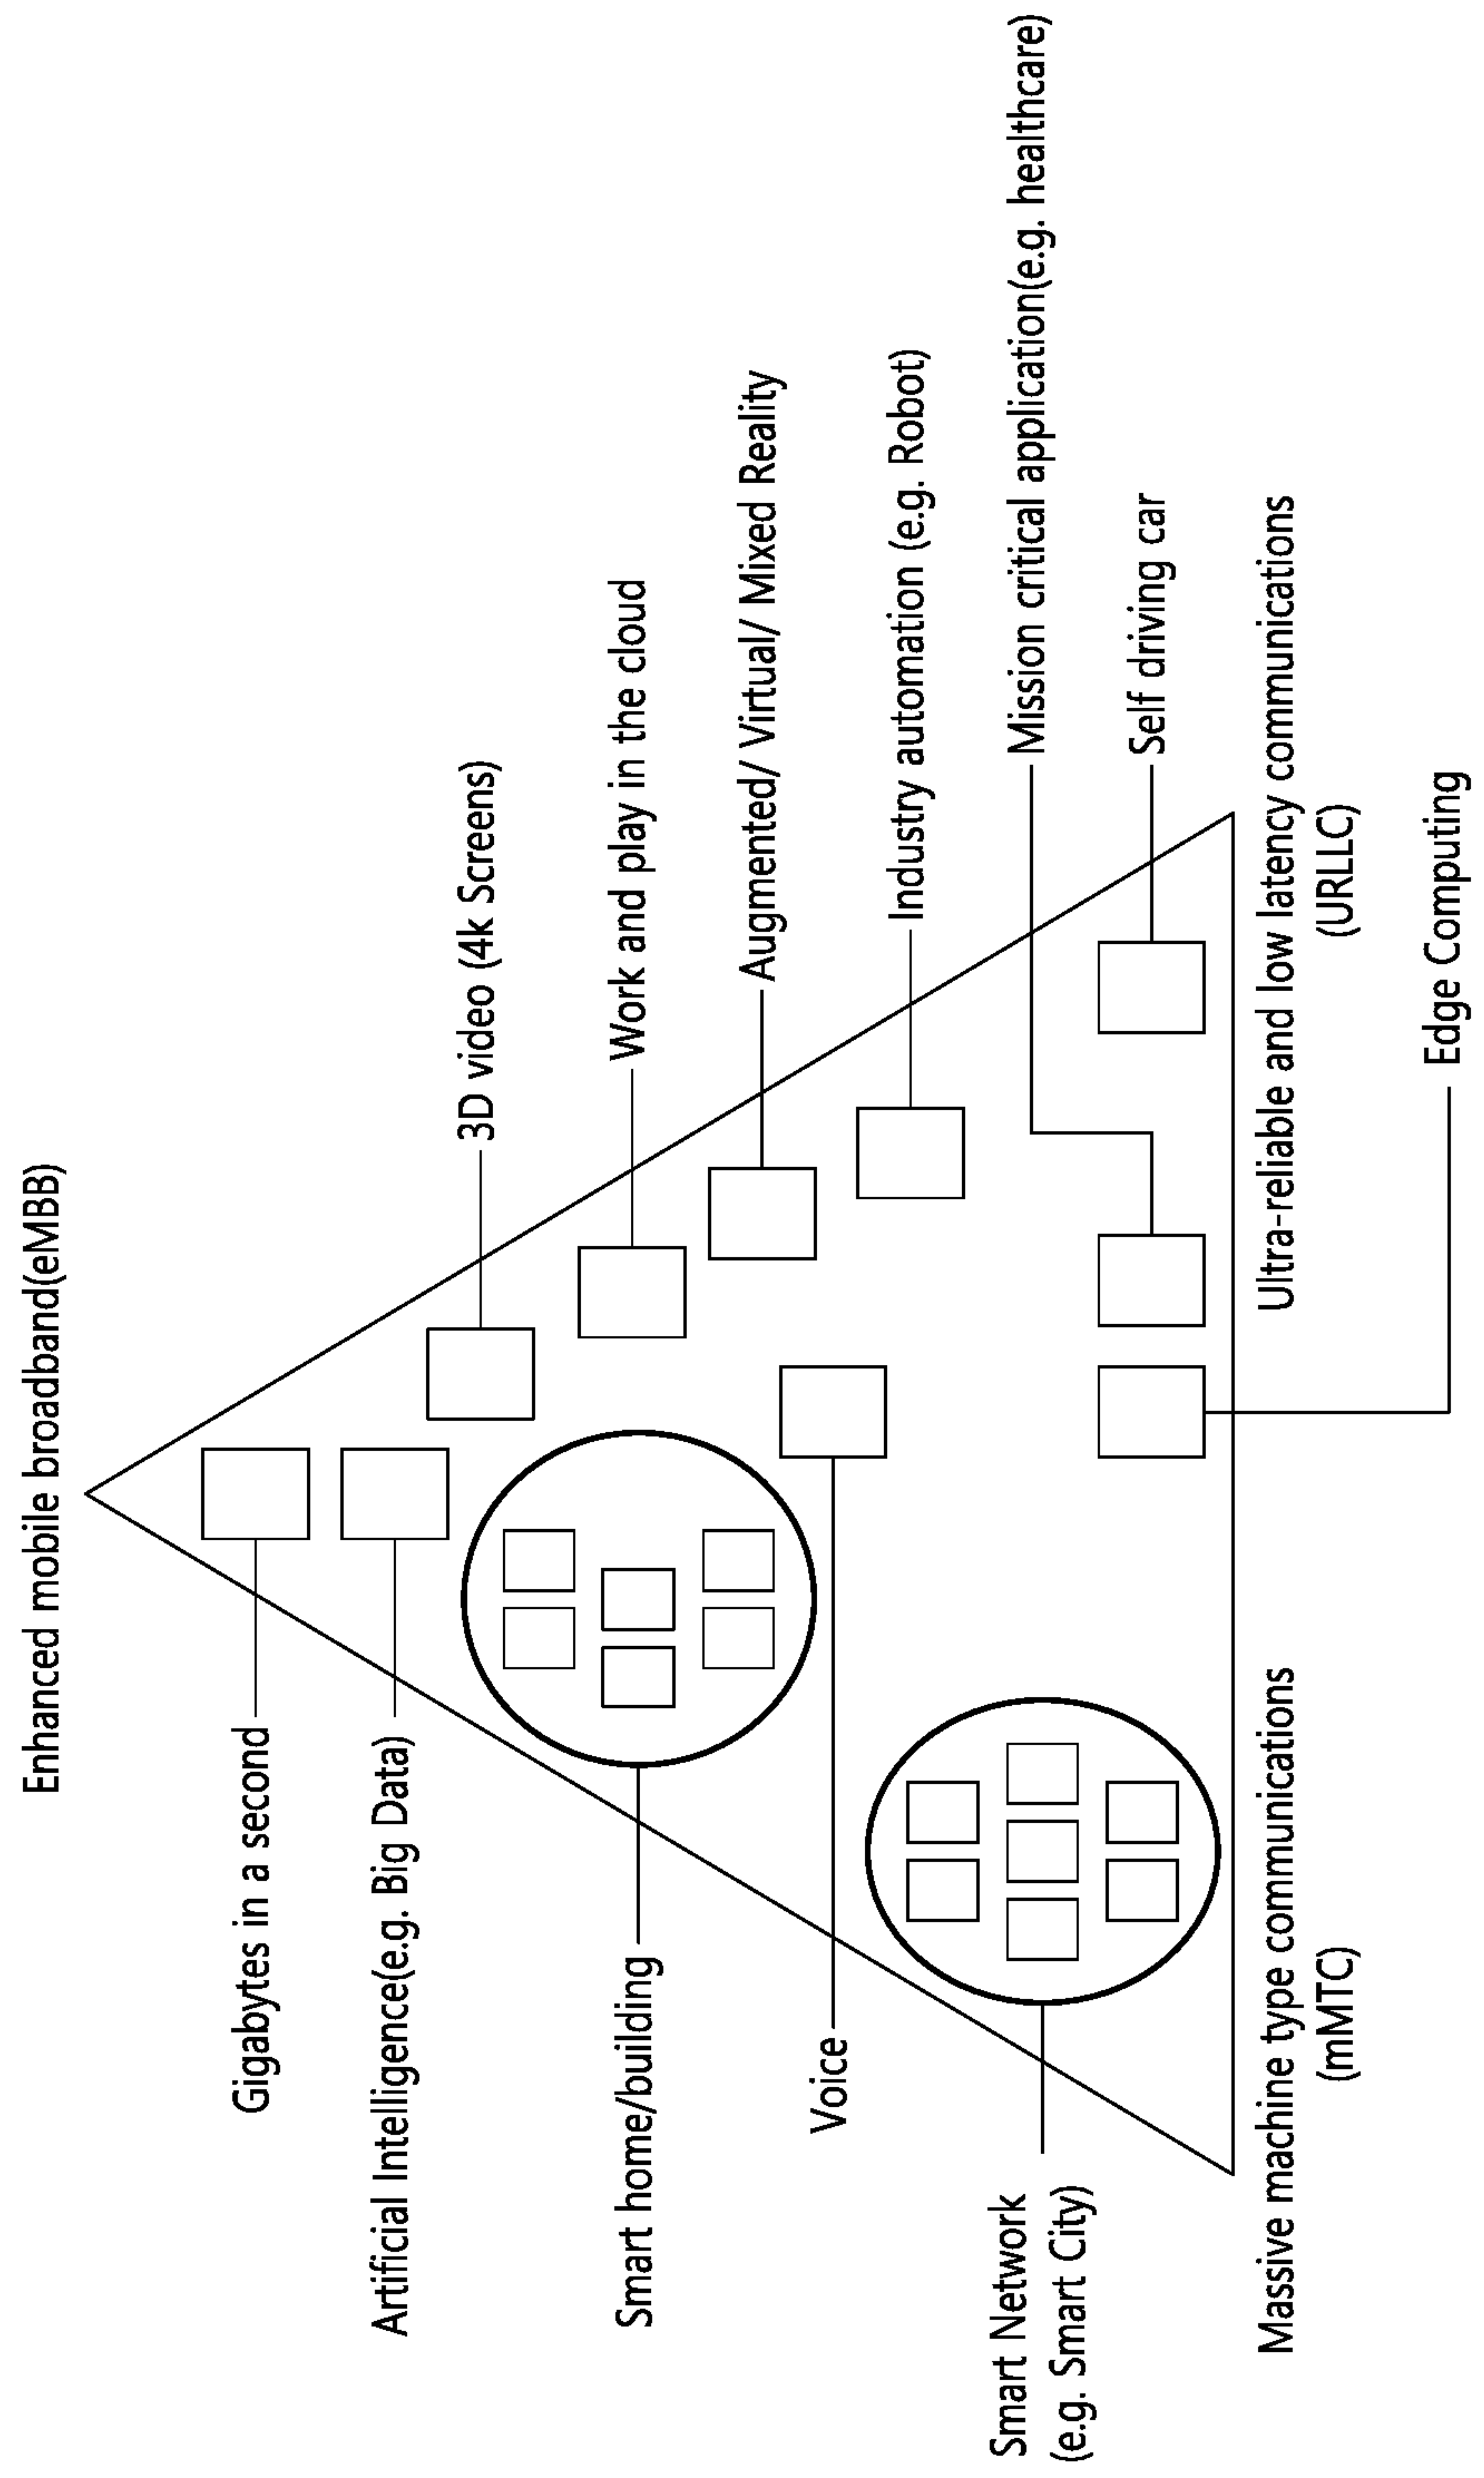 Enhanced mobile broadband(eMBB)
Gigabytes in a second
Artificial Intelligence(e.g. Big Data)
3D video (4k Screens)
Smart home/building
Work and play in the cloud
Augmented/ Virtual/ Mixed Reality
Voice
Industry automation (e.g. Robot)
Smart Network
(e.g. Smart City)
Mission critical application(e.g. healthcare)
Self driving car
Massive machine type communications
(mMTC)
Ultra-reliable and low latency communications
(URLLC)
Edge Computing